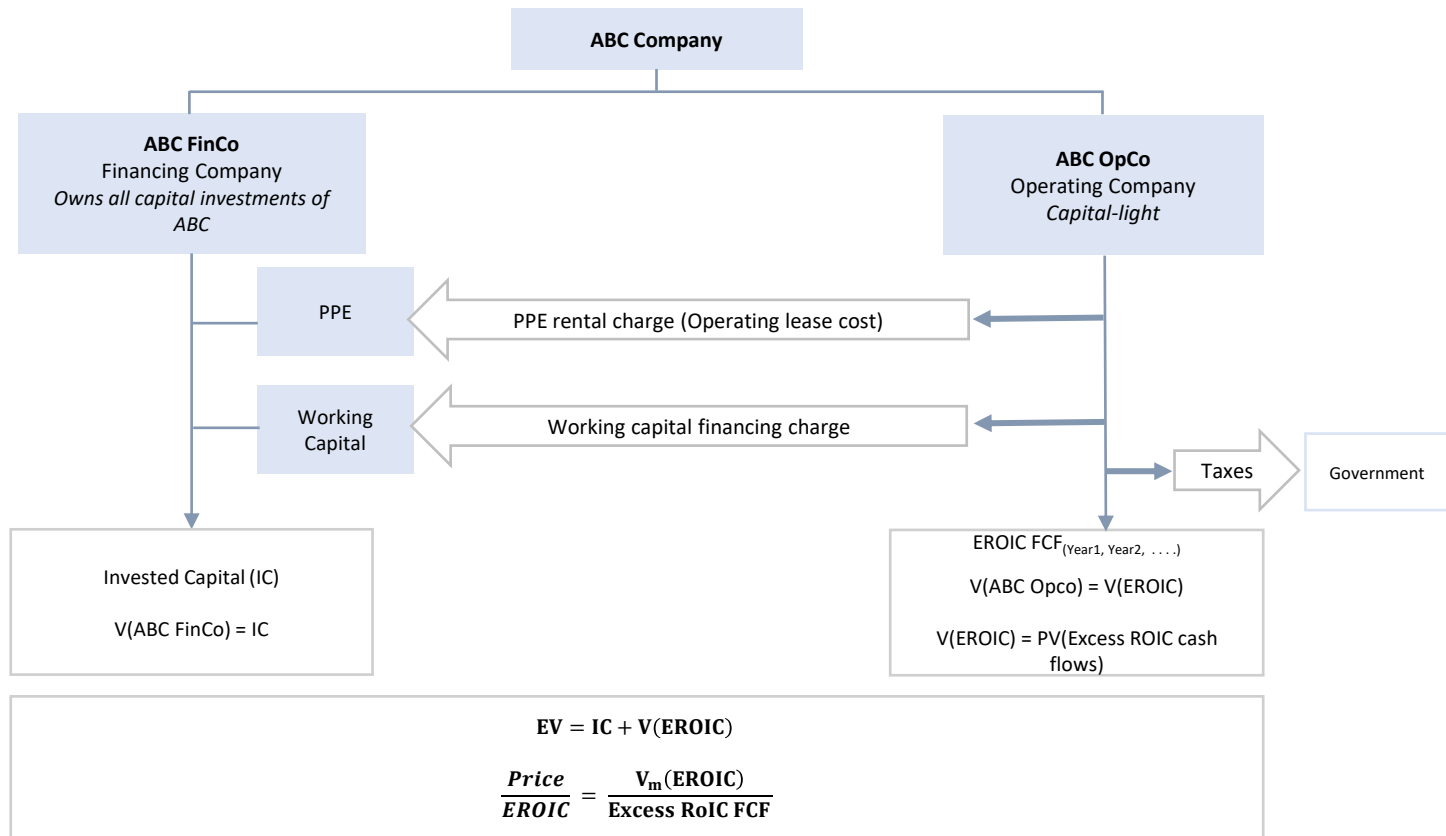 ABC Company
ABC FinCo
Financing Company
Owns all capital investments of
ABC
ABC OpCo
Operating Company
Capital-light
PPE
PPE rental charge (Operating lease cost)
Working
Capital
Working capital financing charge
Taxes
Government
Invested Capital (IC)
V(ABC FinCo) = IC
EROIC FCF(Year1, Year2, . . . .)
V(ABC Opco) = V(EROIC)
V(EROIC) = PV(Excess ROIC cash
flows)
EV = IC + V(EROIC)
Price/EROIC = Vm(EROIC)/Excess RoIC FCF